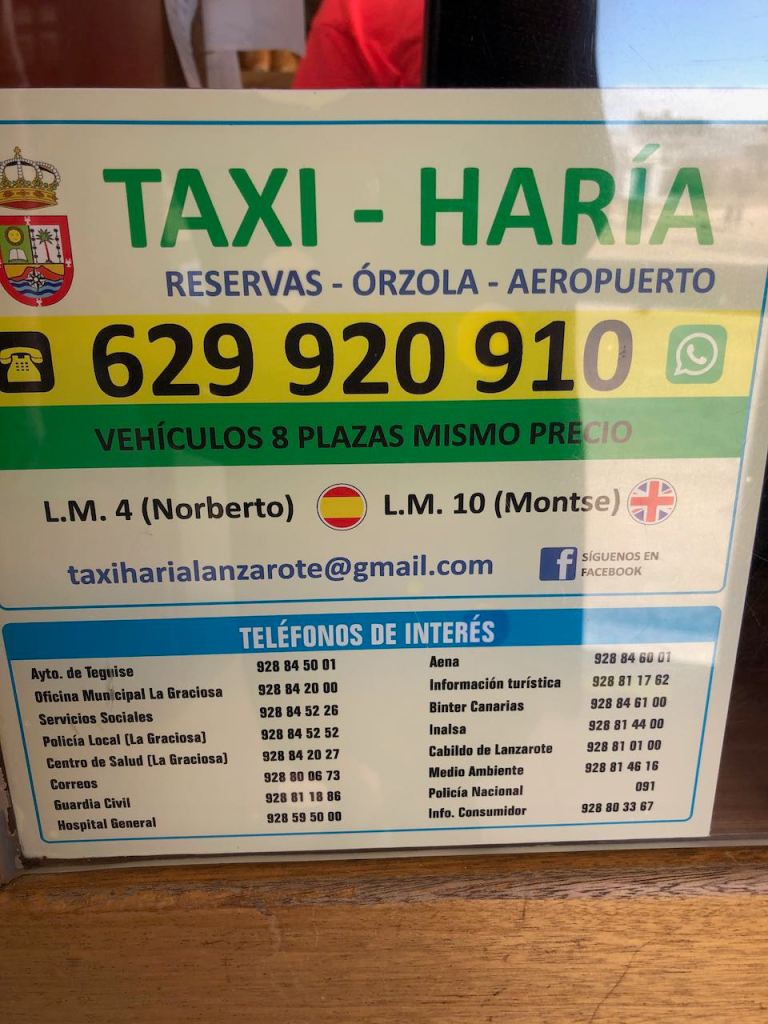 TAXI - HARÍA
RESERVAS - ÓRZOLA - AEROPUERTO
629 920 910
VEHÍCULOS 8 PLAZAS MISMO PRECIO
L.M. 4 (Norberto) L.M. 10 (Montse)
taxiharialanzarote@gmail.com
SÍGUENOS EN
FACEBOOK
TELÉFONOS DE INTERÉS
Ayto. de Teguise 928 84 50 01
Oficina Municipal La Graciosa 928 84 20 00
Servicios Sociales 928 84 52 26
Policía Local (La Graciosa) 928 84 52 52
Centro de Salud (La Graciosa) 928 84 20 27
Correos 928 80 06 73
Guardia Civil 928 81 18 86
Hospital General 928 59 50 00
Aena 928 84 60 01
Información turística 928 81 17 62
Binter Canarias 928 84 61 00
Inalsa 928 81 44 00
Cabildo de Lanzarote 928 81 01 00
Medio Ambiente 928 81 46 16
Policía Nacional 091
Info. Consumidor 928 80 33 67